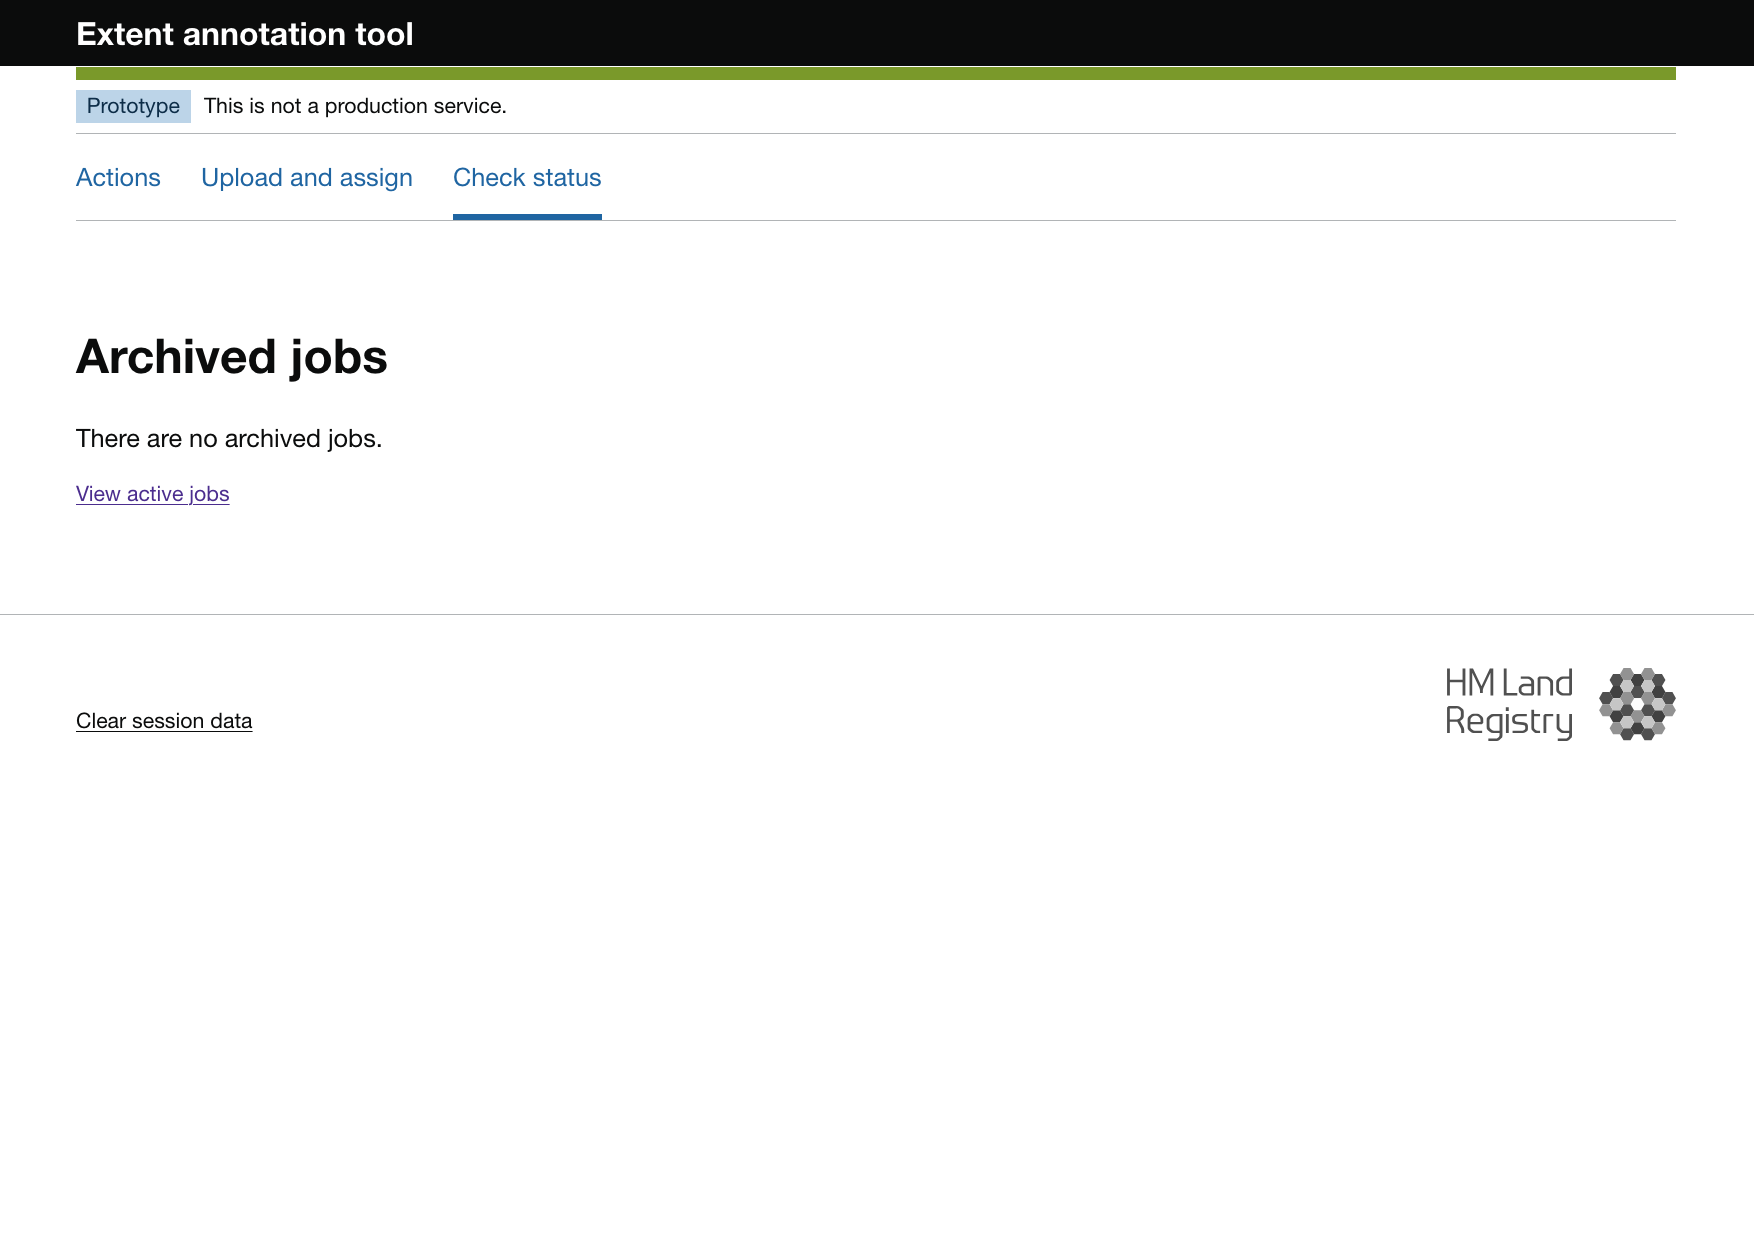 Extent annotation tool
Prototype This is not a production service.
Actions Upload and assign Check status
Archived jobs
There are no archived jobs.
View active jobs
Clear session data
HM Land
Registry